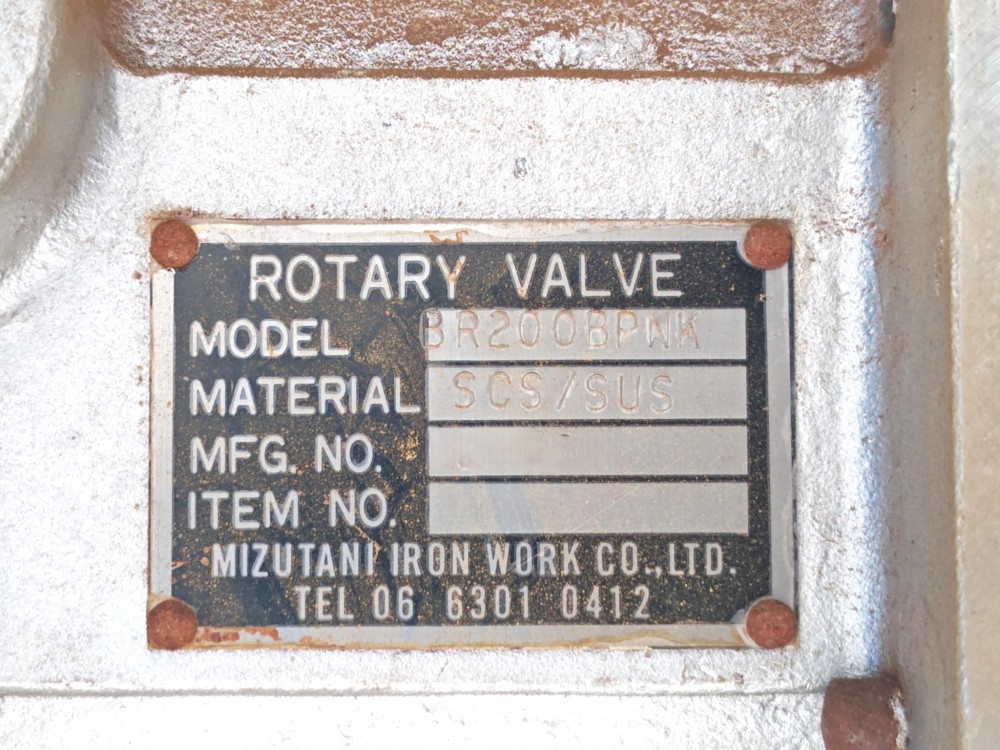 ROTARY VALVE
MODEL BR200BPWK
MATERIAL SCS/SUS
MFG. NO.
ITEM NO.
MIZUTANI IRON WORK CO.,LTD.
TEL 06 6301 0412